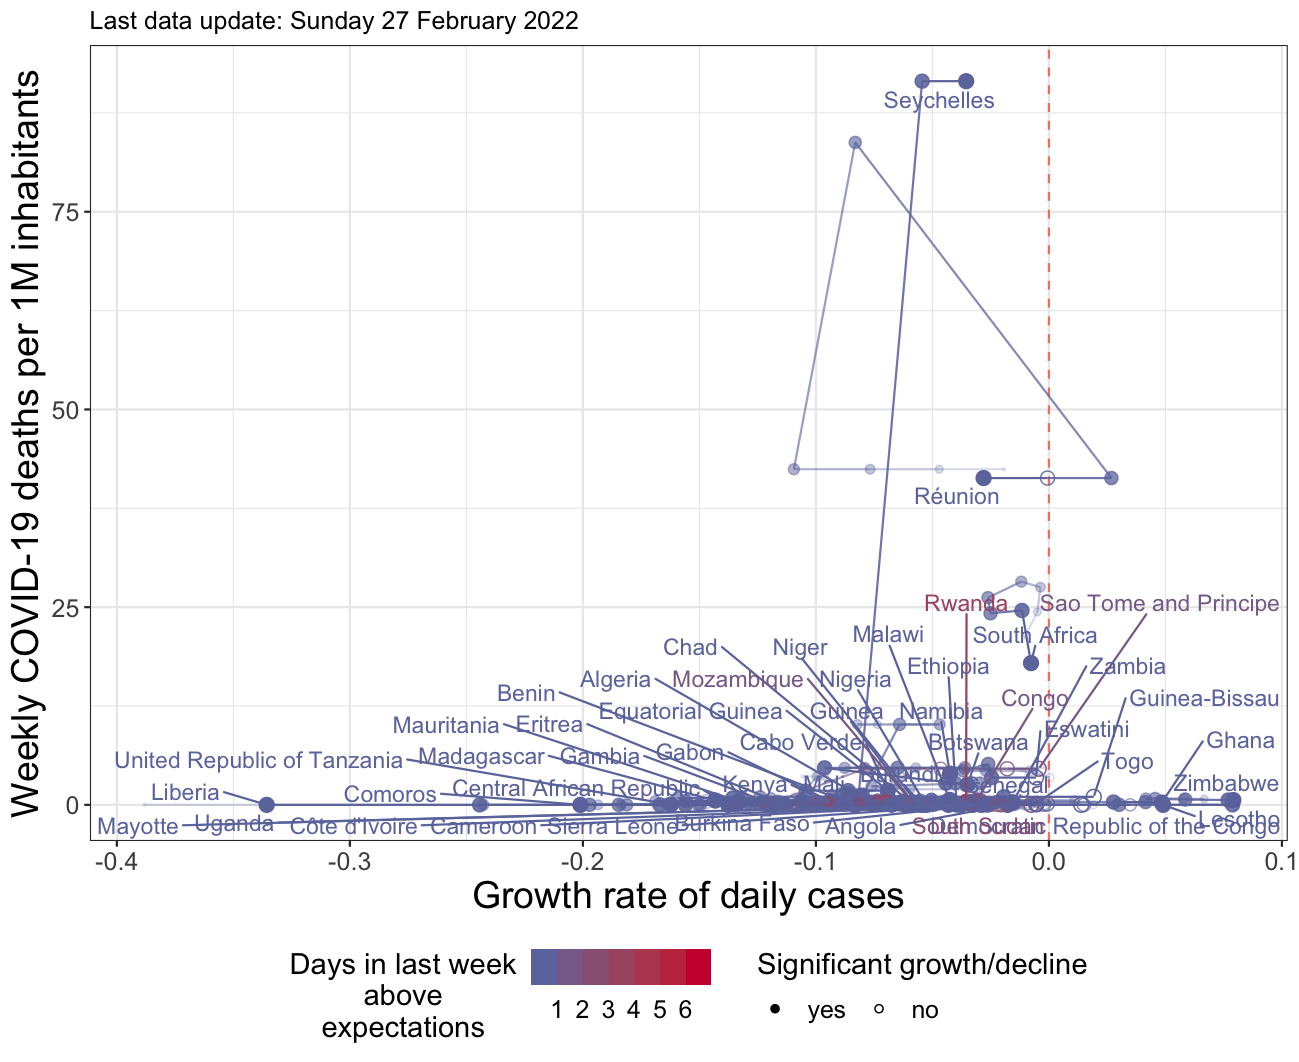 Last data update: Sunday 27 February 2022
Weekly COVID-19 deaths per 1M inhabitants
75
50
25
0
Seychelles
Réunion
Rwanda
Sao Tome and Principe
Malawi
South Africa
Chad
Niger
Ethiopia
Zambia
Algeria
Mozambique
Nigeria
Benin
Congo
Guinea-Bissau
Equatorial Guinea
Guinea
Namibia
Mauritania
Eritrea
Eswatini
Cabo Verde
Botswana
Ghana
United Republic of Tanzania
Madagascar
Gambia
Gabon
Togo
Burundi
Liberia
Comoros
Central African Republic
Kenya
Mali
Senegal
Zimbabwe
Lesotho
Mayotte
Uganda
Côte d'Ivoire
Cameroon
Sierra Leone
Burkina Faso
Angola
South Sudan
Democratic Republic of the Congo
-0.4
-0.3
-0.2
-0.1
0.0
0.1
Growth rate of daily cases
Days in last week
above
expectations
1 2 3 4 5 6
Significant growth/decline
yes
no